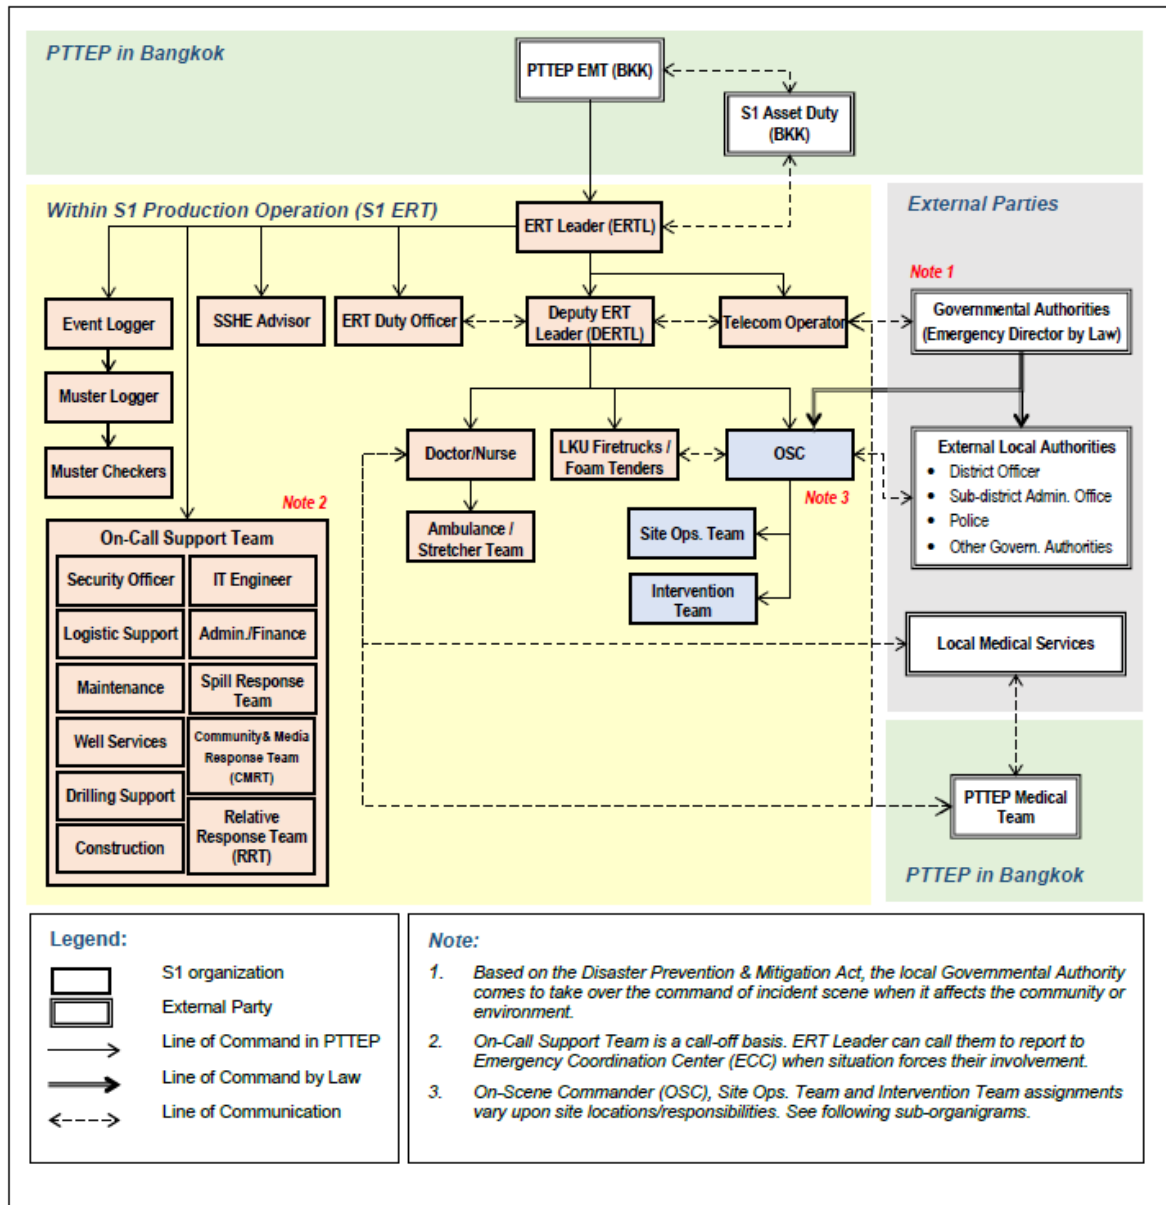 PTTEP in Bangkok
PTTEP EMT (BKK)
S1 Asset Duty
(BKK)
Within S1 Production Operation (S1 ERT)
ERT Leader (ERTL)
External Parties
Note 1
Event Logger
SSHE Advisor
ERT Duty Officer
Deputy ERT
Leader (DERTL)
Telecom Operator
Governmental Authorities
(Emergency Director by Law)
Muster Logger
Muster Checkers
Doctor/Nurse
LKU Firetrucks /
Foam Tenders
OSC
Note 3
External Local Authorities
• District Officer
• Sub-district Admin. Office
• Police
• Other Govern. Authorities
Ambulance /
Stretcher Team
Site Ops. Team
Intervention
Team
Note 2
On-Call Support Team
Security Officer
IT Engineer
Logistic Support
Admin./Finance
Maintenance
Spill Response
Team
Well Services
Community& Media
Response Team
(CMRT)
Drilling Support
Construction
Relative
Response Team
(RRT)
Local Medical Services
PTTEP Medical
Team
PTTEP in Bangkok
Legend:
S1 organization
External Party
Line of Command in PTTEP
Line of Command by Law
Line of Communication
Note:
1. Based on the Disaster Prevention & Mitigation Act, the local Governmental Authority
comes to take over the command of incident scene when it affects the community or
environment.
2. On-Call Support Team is a call-off basis. ERT Leader can call them to report to
Emergency Coordination Center (ECC) when situation forces their involvement.
3. On-Scene Commander (OSC), Site Ops. Team and Intervention Team assignments
vary upon site locations/responsibilities. See following sub-organigrams.